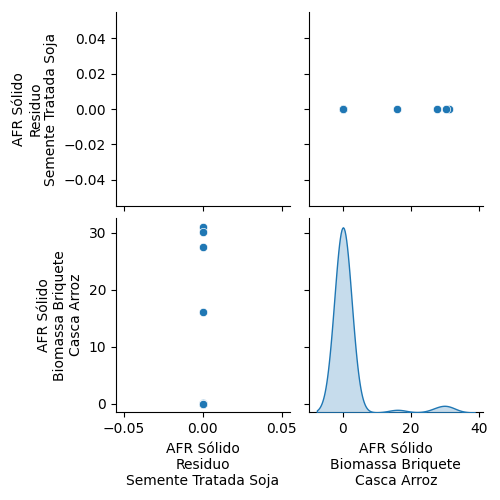 AFR Sólido
Residuo
Semente Tratada Soja
0.04
0.02
0.00
−0.02
−0.04
AFR Sólido
Biomassa Briquete
Casca Arroz
30
20
10
0
−0.05
0.00
0.05
0
20
40
AFR Sólido
Residuo
Semente Tratada Soja
AFR Sólido
Biomassa Briquete
Casca Arroz